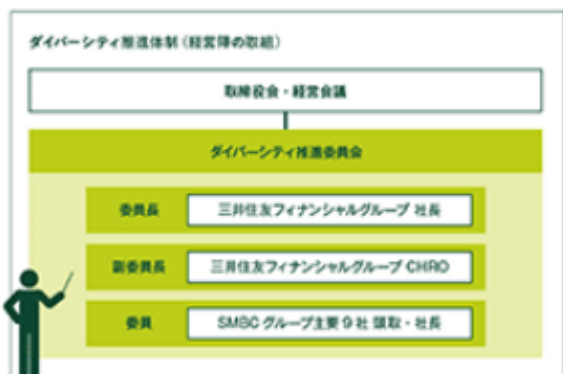 ダイバーシティ推進体制（経営陣の取組）
取締役会・経営会議
ダイバーシティ推進委員会
委員長 三井住友フィナンシャルグループ 社長
副委員長 三井住友フィナンシャルグループ CHRO
委員 SMBC グループ主要9社 頭取・社長